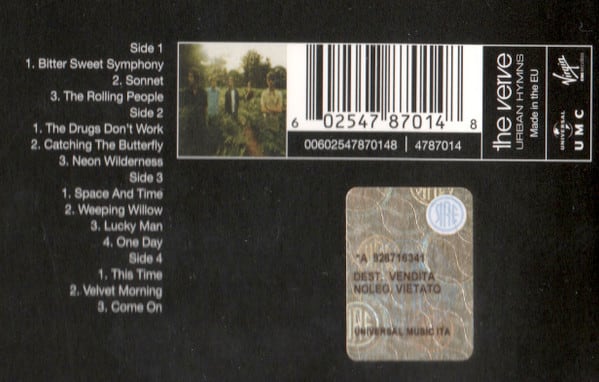 Side 1
1. Bitter Sweet Symphony
2. Sonnet
3. The Rolling People
Side 2
1. The Drugs Don't Work
2. Catching The Butterfly
3. Neon Wilderness
Side 3
1. Space And Time
2. Weeping Willow
3. Lucky Man
4. One Day
Side 4
1. This Time
2. Velvet Morning
3. Come On
6 02547 87014 8
00602547870148 | 4787014
the verve
URBAN HYMNS
Made in the EU
Virgin
UNIVERSAL
UMC
SIAE
*A 926716341
DEST: VENDITA
NOLEG. VIETATO
UNIVERSAL MUSIC ITA